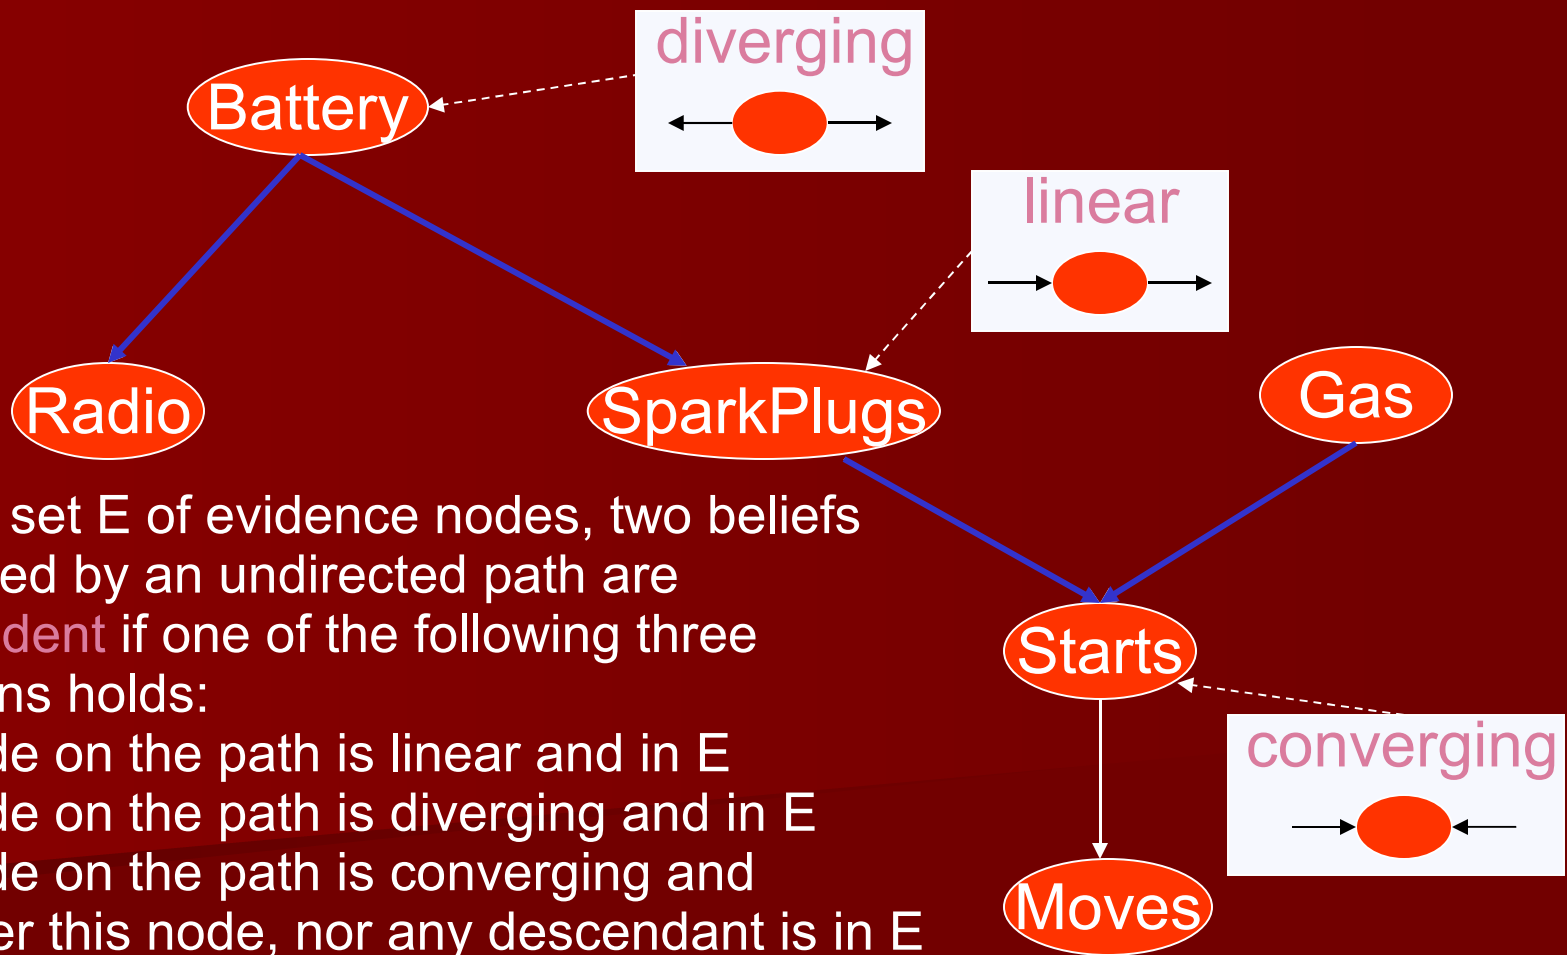 diverging
Battery
linear
Radio
SparkPlugs
Gas
set E of evidence nodes, two beliefs
ed by an undirected path are
dent if one of the following three
ns holds:
de on the path is linear and in E
de on the path is diverging and in E
de on the path is converging and
er this node, nor any descendant is in E
Starts
converging
Moves